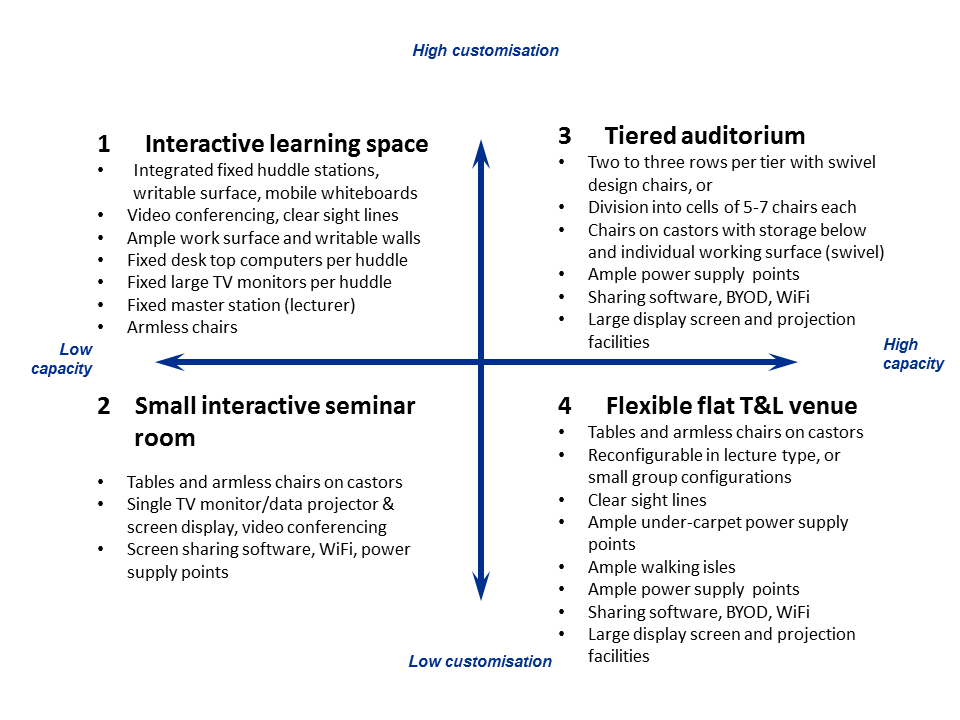 High customisation
1 Interactive learning space
• Integrated fixed huddle stations,
writable surface, mobile whiteboards
• Video conferencing, clear sight lines
• Ample work surface and writable walls
• Fixed desk top computers per huddle
• Fixed large TV monitors per huddle
• Fixed master station (lecturer)
• Armless chairs
3 Tiered auditorium
• Two to three rows per tier with swivel
design chairs, or
• Division into cells of 5-7 chairs each
• Chairs on castors with storage below
and individual working surface (swivel)
• Ample power supply points
• Sharing software, BYOD, WiFi
• Large display screen and projection
facilities
Low
capacity
High
capacity
2 Small interactive seminar
room
• Tables and armless chairs on castors
• Single TV monitor/data projector &
screen display, video conferencing
• Screen sharing software, WiFi, power
supply points
4 Flexible flat T&L venue
• Tables and armless chairs on castors
• Reconfigurable in lecture type, or
small group configurations
• Clear sight lines
• Ample under-carpet power supply
points
• Ample walking isles
• Ample power supply points
• Sharing software, BYOD, WiFi
• Large display screen and projection
facilities
Low customisation